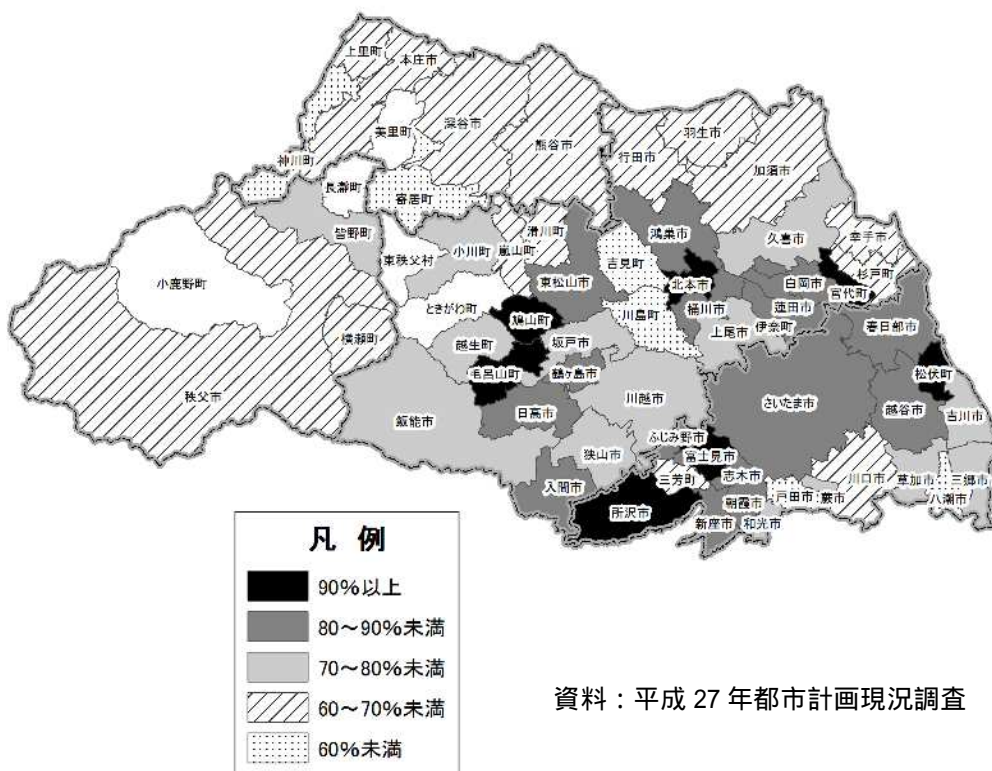 上里町
本庄市
美里町
深谷市
熊谷市
神川町
長瀞町
寄居町
行田市
羽生市
加須市
皆野町
小鹿野町
秩父市
横瀬町
東秩父村
小川町
嵐山町
滑川町
ときがわ町
東松山市
吉見町
鴻巣市
北本市
久喜市
幸手市
杉戸町
白岡市
宮代町
蓮田市
桶川市
上尾市
伊奈町
川島町
鳩山町
越生町
坂戸市
毛呂山町
鶴ヶ島市
日高市
飯能市
川越市
さいたま市
春日部市
松伏町
越谷市
吉川市
狭山市
ふじみ野市
富士見市
入間市
三芳町
志木市
所沢市
朝霞市
新座市
和光市
戸田市
蕨市
川口市
草加市
三郷市
八潮市
凡 例
90%以上
80～90%未満
70～80%未満
60～70%未満
60%未満
資料：平成 27 年都市計画現況調査